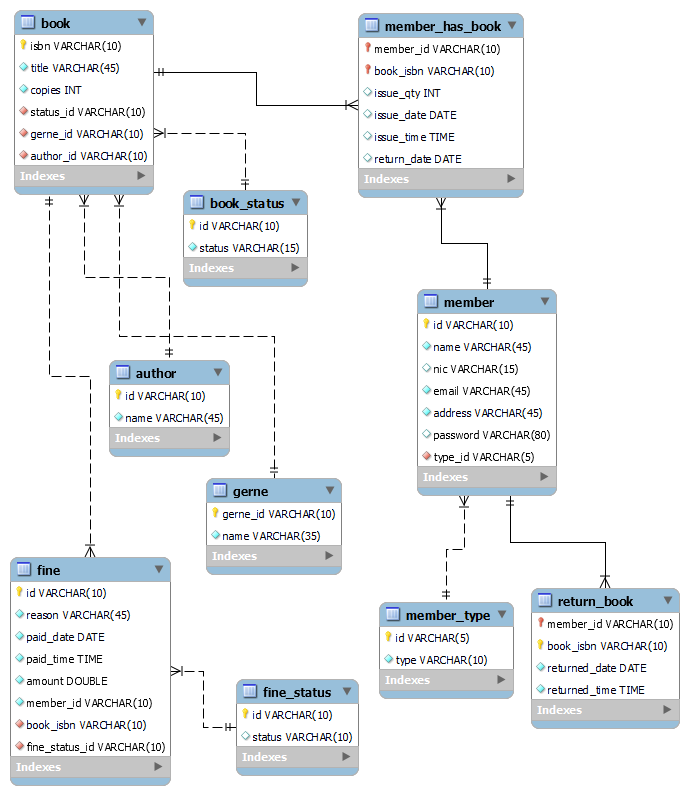 book
isbn VARCHAR(10)
title VARCHAR(45)
copies INT
status_id VARCHAR(10)
gerne_id VARCHAR(10)
author_id VARCHAR(10)
Indexes
member_has_book
member_id VARCHAR(10)
book_isbn VARCHAR(10)
issue_qty INT
issue_date DATE
issue_time TIME
return_date DATE
Indexes
book_status
id VARCHAR(10)
status VARCHAR(15)
Indexes
member
id VARCHAR(10)
name VARCHAR(45)
nic VARCHAR(15)
email VARCHAR(45)
address VARCHAR(45)
password VARCHAR(80)
type_id VARCHAR(5)
Indexes
author
id VARCHAR(10)
name VARCHAR(45)
Indexes
gerne
gerne_id VARCHAR(10)
name VARCHAR(35)
Indexes
fine
id VARCHAR(10)
reason VARCHAR(45)
paid_date DATE
paid_time TIME
amount DOUBLE
member_id VARCHAR(10)
book_isbn VARCHAR(10)
fine_status_id VARCHAR(10)
Indexes
member_type
id VARCHAR(5)
type VARCHAR(10)
Indexes
return_book
member_id VARCHAR(10)
book_isbn VARCHAR(10)
returned_date DATE
returned_time TIME
Indexes
fine_status
id VARCHAR(10)
status VARCHAR(10)
Indexes